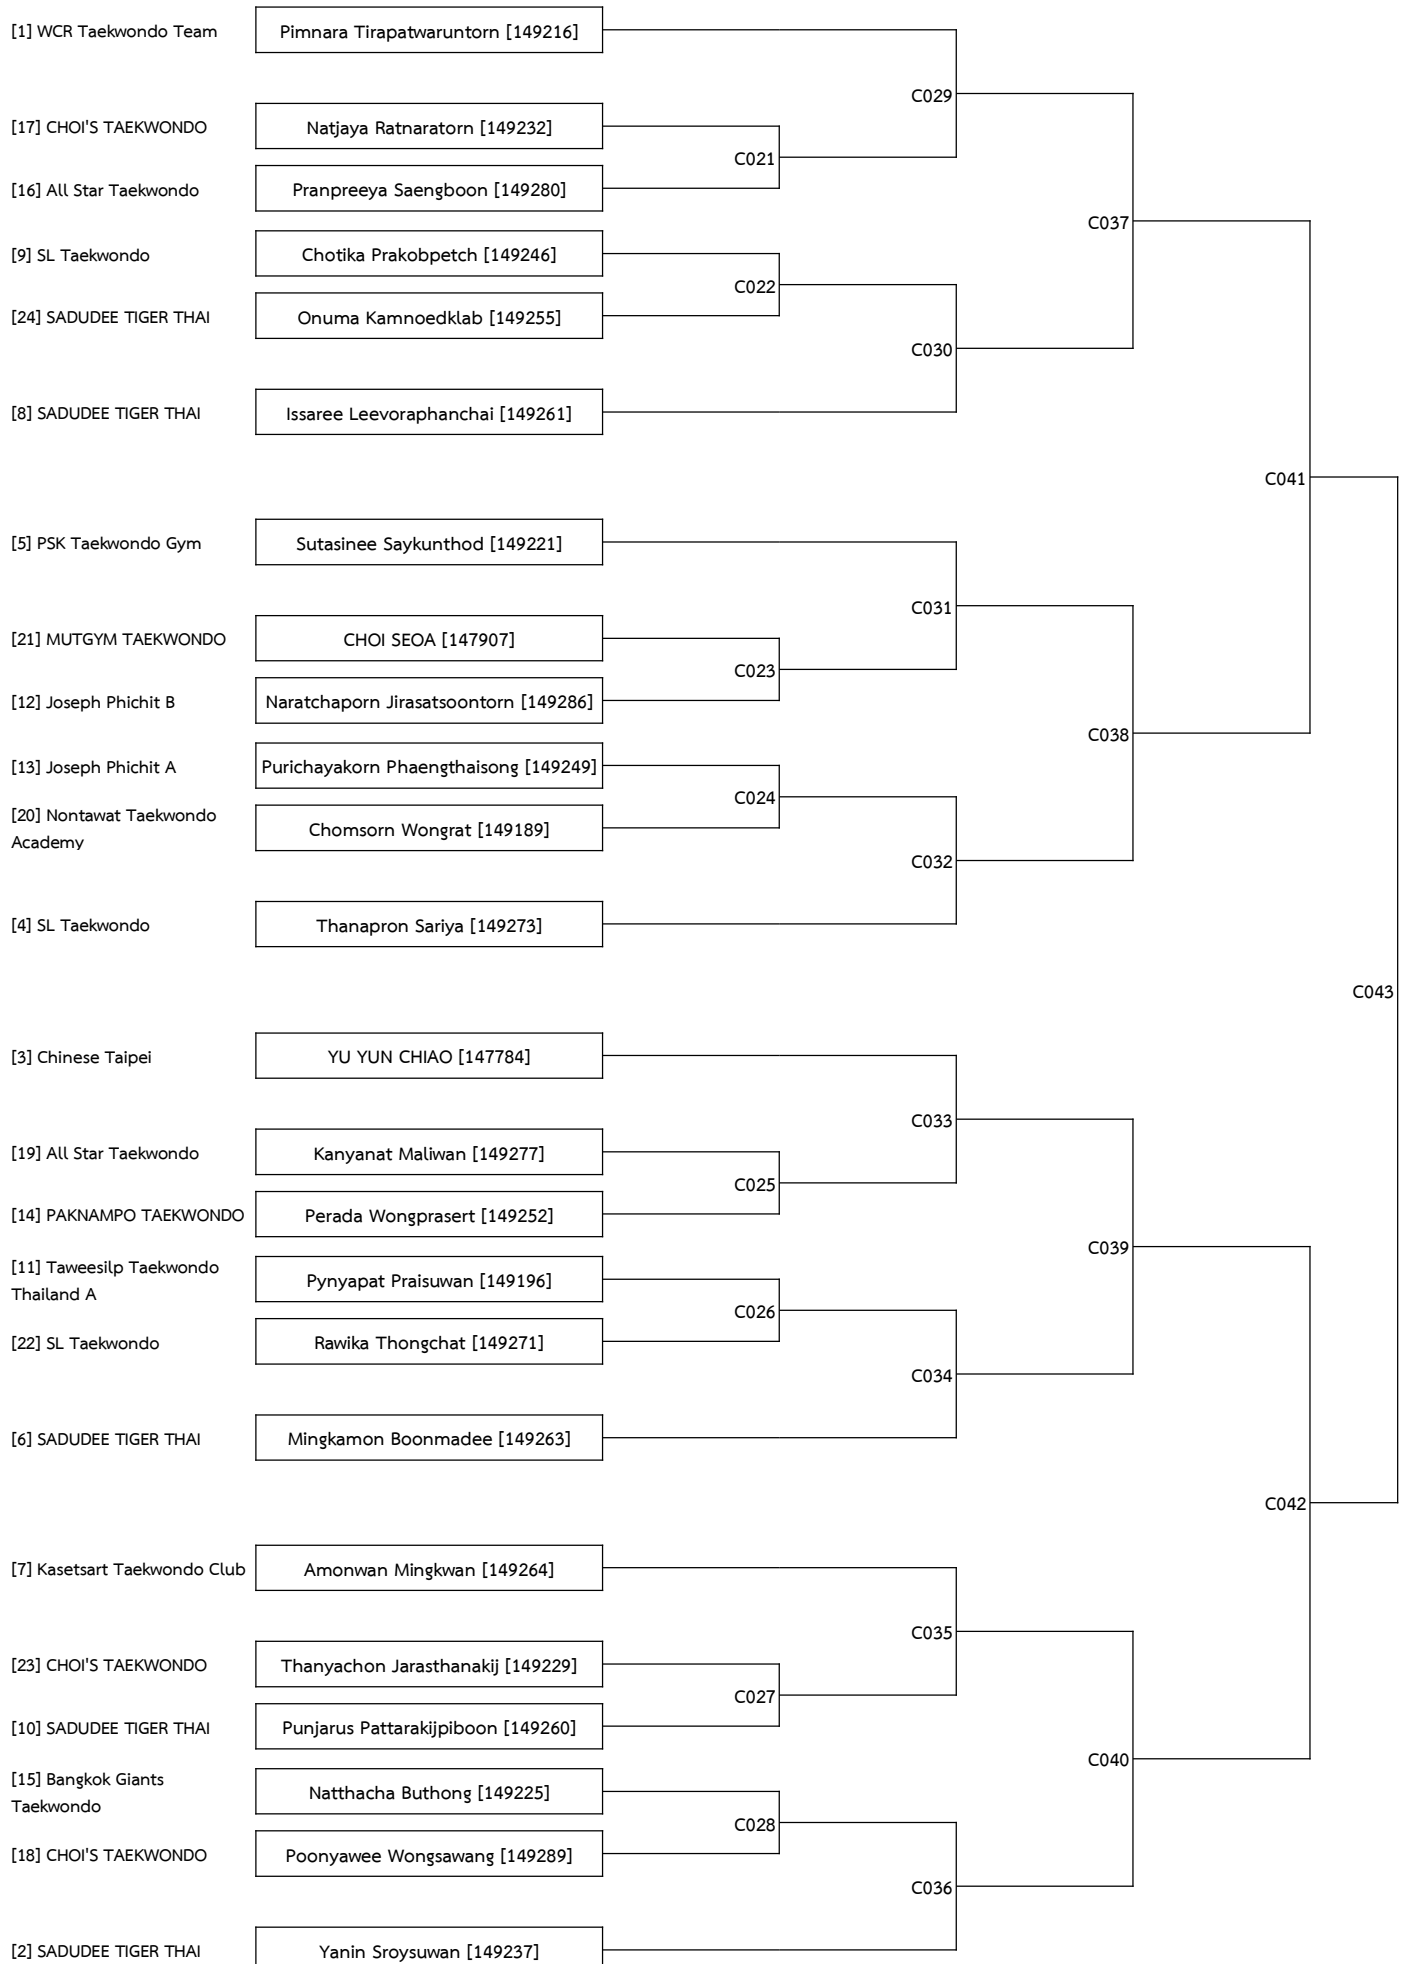 [1] WCR Taekwondo Team
Pimnara Tirapatwaruntorn [149216]
C029
[17] CHOI'S TAEKWONDO
Natjaya Ratnaratorn [149232]
C021
[16] All Star Taekwondo
Pranpreeya Saengboon [149280]
C037
[9] SL Taekwondo
Chotika Prakobpetch [149246]
C022
[24] SADUDEE TIGER THAI
Onuma Kamnoedklab [149255]
C030
[8] SADUDEE TIGER THAI
Issaree Leevoraphanchai [149261]
C041
[5] PSK Taekwondo Gym
Sutasinee Saykunthod [149221]
C031
[21] MUTGYM TAEKWONDO
CHOI SEOA [147907]
C023
[12] Joseph Phichit B
Naratchaporn Jirasatsoontorn [149286]
C038
[13] Joseph Phichit A
Purichayakorn Phaengthaisong [149249]
C024
[20] Nontawat Taekwondo
Academy
Chomsorn Wongrat [149189]
C032
[4] SL Taekwondo
Thanapron Sariya [149273]
C043
[3] Chinese Taipei
YU YUN CHIAO [147784]
C033
[19] All Star Taekwondo
Kanyanat Maliwan [149277]
C025
[14] PAKNAMPO TAEKWONDO
Perada Wongprasert [149252]
C039
[11] Taweesilp Taekwondo
Thailand A
Pynyapat Praisuwan [149196]
C026
[22] SL Taekwondo
Rawika Thongchat [149271]
C034
[6] SADUDEE TIGER THAI
Mingkamon Boonmadee [149263]
C042
[7] Kasetsart Taekwondo Club
Amonwan Mingkwan [149264]
C035
[23] CHOI'S TAEKWONDO
Thanyachon Jarasthanakij [149229]
C027
[10] SADUDEE TIGER THAI
Punjarus Pattarakijpiboon [149260]
C040
[15] Bangkok Giants
Taekwondo
Natthacha Buthong [149225]
C028
[18] CHOI'S TAEKWONDO
Poonyawee Wongsawang [149289]
C036
[2] SADUDEE TIGER THAI
Yanin Sroysuwan [149237]